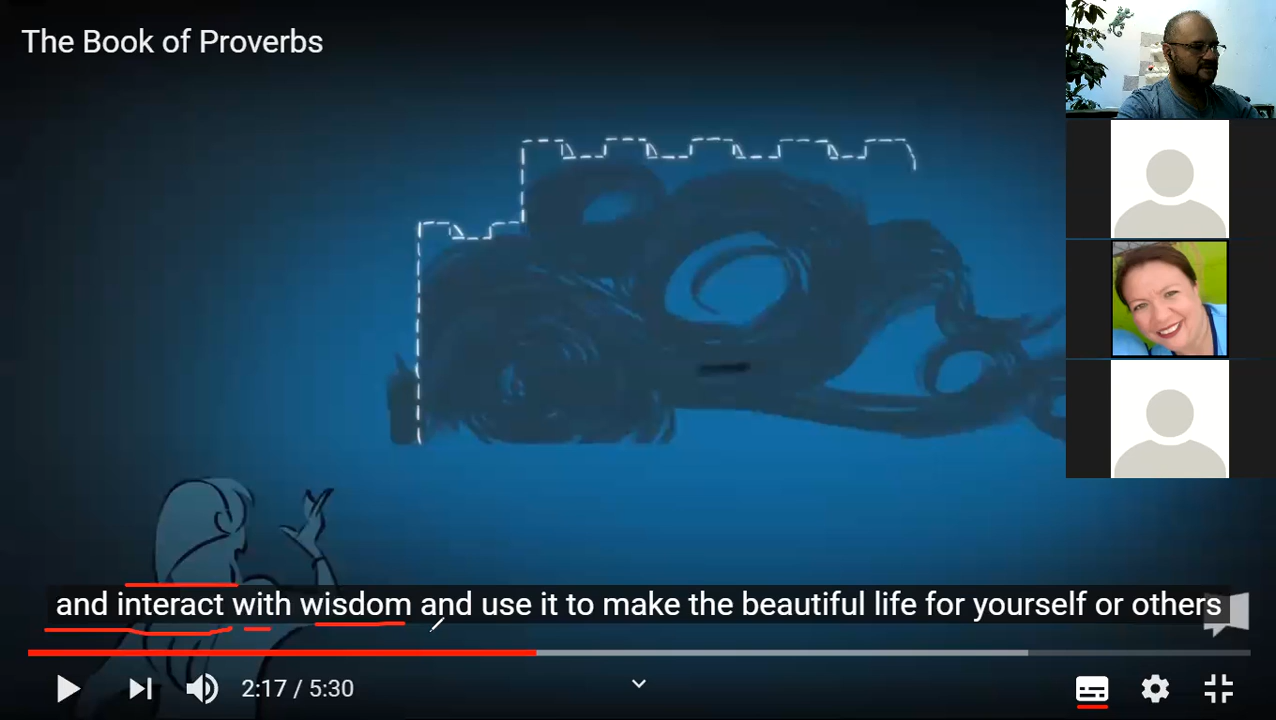 The Book of Proverbs
and interact with wisdom and use it to make the beautiful life for yourself or others
2:17 / 5:30